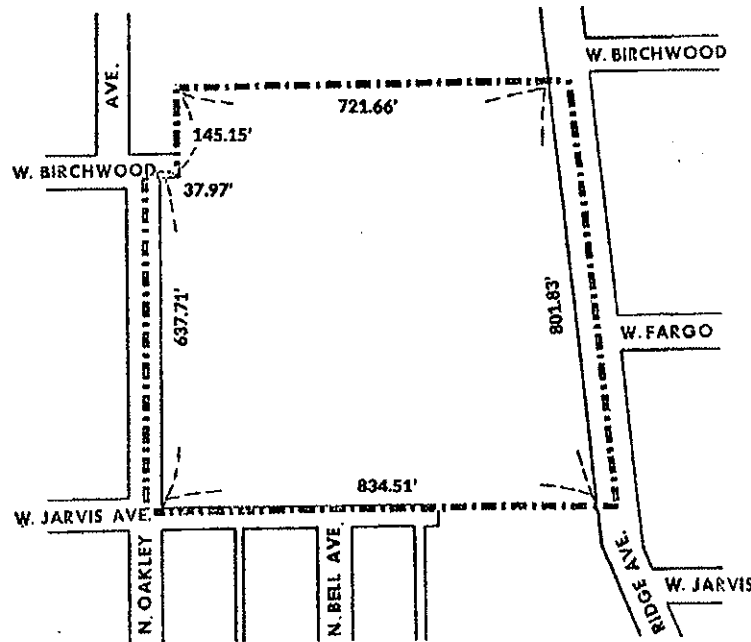 AVE.
W. BIRCHWOOD
721.66'
145.15'
W. BIRCHWOOD
37.97'
637.71'
801.83'
W. FARGO
834.51'
W. JARVIS AVE.
N. OAKLEY
N. BELL AVE.
RIDGE AVE.
W. JARVIS